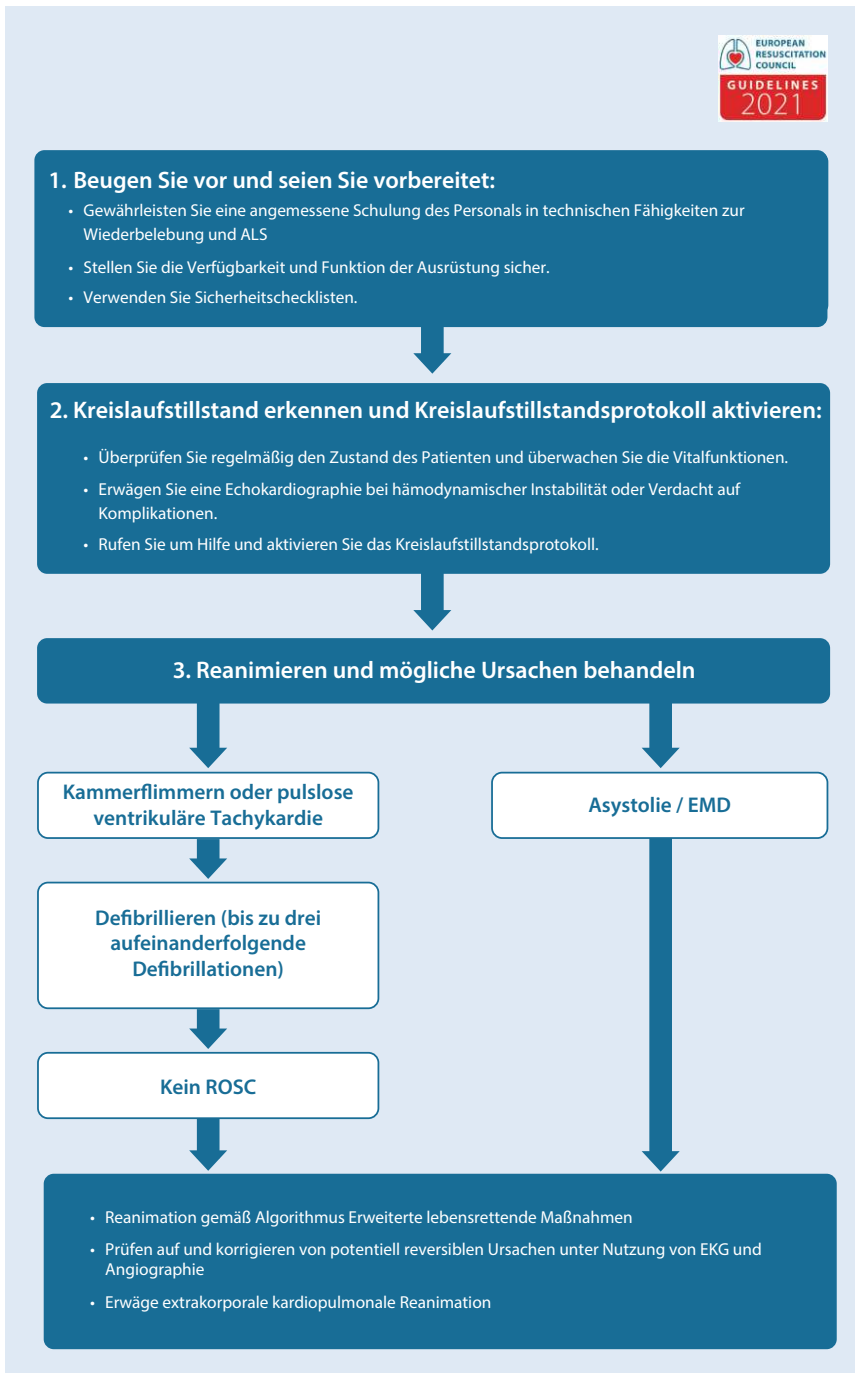 EUROPEAN
RESUSCITATION
COUNCIL
GUIDELINES
2021
1. Beugen Sie vor und seien Sie vorbereitet:
• Gewährleisten Sie eine angemessene Schulung des Personals in technischen Fähigkeiten zur
Wiederbelebung und ALS
• Stellen Sie die Verfügbarkeit und Funktion der Ausrüstung sicher.
• Verwenden Sie Sicherheitschecklisten.
2. Kreislaufstillstand erkennen und Kreislaufstillstandsprotokoll aktivieren:
• Überprüfen Sie regelmäßig den Zustand des Patienten und überwachen Sie die Vitalfunktionen.
• Erwägen Sie eine Echokardiographie bei hämodynamischer Instabilität oder Verdacht auf
Komplikationen.
• Rufen Sie um Hilfe und aktivieren Sie das Kreislaufstillstandsprotokoll.
3. Reanimieren und mögliche Ursachen behandeln
Kammerflimmern oder pulslose
ventrikuläre Tachykardie
Asystolie / EMD
Defibrillieren (bis zu drei
aufeinanderfolgende
Defibrillationen)
Kein ROSC
• Reanimation gemäß Algorithmus Erweiterte lebensrettende Maßnahmen
• Prüfen auf und korrigieren von potentiell reversiblen Ursachen unter Nutzung von EKG und
Angiographie
• Erwäge extrakorporale kardiopulmonale Reanimation